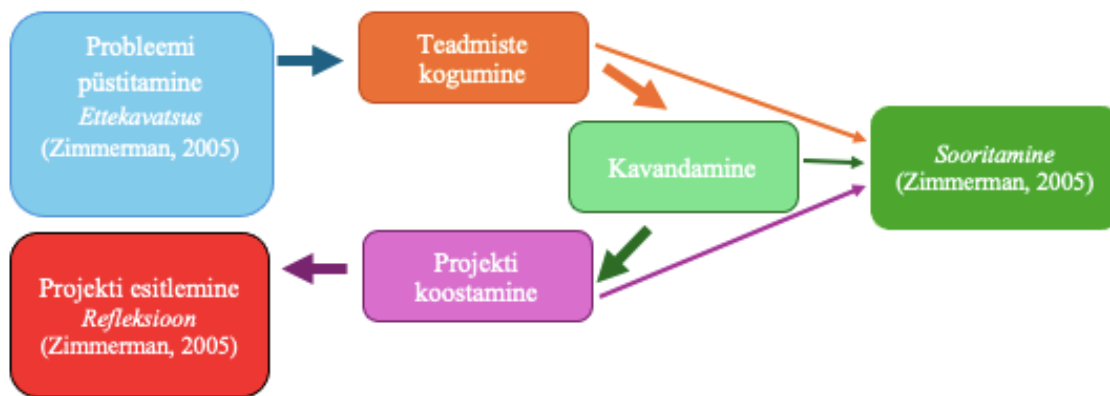 Probleemi
püstitamine
Ettekavatsus
(Zimmerman, 2005)
Teadmiste
kogumine
Kavandamine
Sooritamine
(Zimmerman, 2005)
Projekti
koostamine
Projekti esitlemine
Refleksioon
(Zimmerman, 2005)